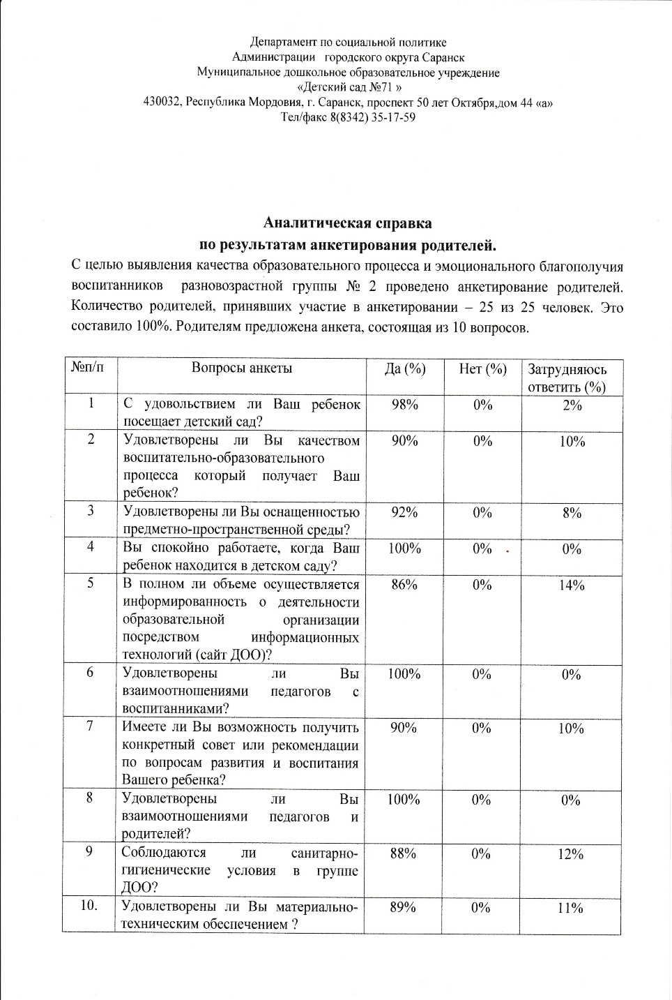 Департамент по социальной политике
Администрации городского округа Саранск
Муниципальное дошкольное образовательное учреждение
«Детский сад №71 »
430032, Республика Мордовия, г. Саранск, проспект 50 лет Октября,дом 44 «а»
Тел/факс 8(8342) 35-17-59
Аналитическая справка
по результатам анкетирования родителей.
С целью выявления качества образовательного процесса и эмоционального благополучия
воспитанников разновозрастной группы № 2 проведено анкетирование родителей.
Количество родителей, принявших участие в анкетировании – 25 из 25 человек. Это
составило 100%. Родителям предложена анкета, состоящая из 10 вопросов.
№п/п Вопросы анкеты Да (%) Нет (%) Затрудняюсь
ответить (%)
1 С удовольствием ли Ваш ребенок 98% 0% 2%
посещает детский сад?
2 Удовлетворены ли Вы качеством 90% 0% 10%
воспитательно-образовательного
процесса который получает Ваш
ребенок?
3 Удовлетворены ли Вы оснащенностью 92% 0% 8%
предметно-пространственной среды?
4 Вы спокойно работаете, когда Ваш 100% 0% 0%
ребенок находится в детском саду?
5 В полном ли объеме осуществляется 86% 0% 14%
информированность о деятельности
образовательной организации
посредством информационных
технологий (сайт ДОО)?
6 Удовлетворены ли Вы 100% 0% 0%
взаимоотношениями педагогов с
воспитанниками?
7 Имеете ли Вы возможность получить 90% 0% 10%
конкретный совет или рекомендации
по вопросам развития и воспитания
Вашего ребенка?
8 Удовлетворены ли Вы 100% 0% 0%
взаимоотношениями педагогов и
родителей?
9 Соблюдаются ли санитарно- 88% 0% 12%
гигиенические условия в группе
ДОО?
10. Удовлетворены ли Вы материально- 89% 0% 11%
техническим обеспечением ?